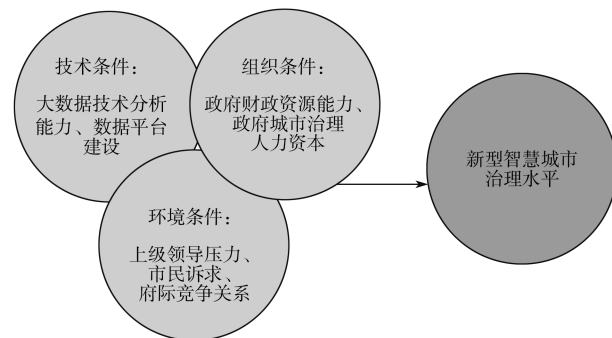 技术条件：
大数据技术分析
能力、数据平台
建设
组织条件：
政府财政资源能力、
政府城市治理
人力资本
环境条件：
上级领导压力、
市民诉求、
府际竞争关系
新型智慧城市
治理水平